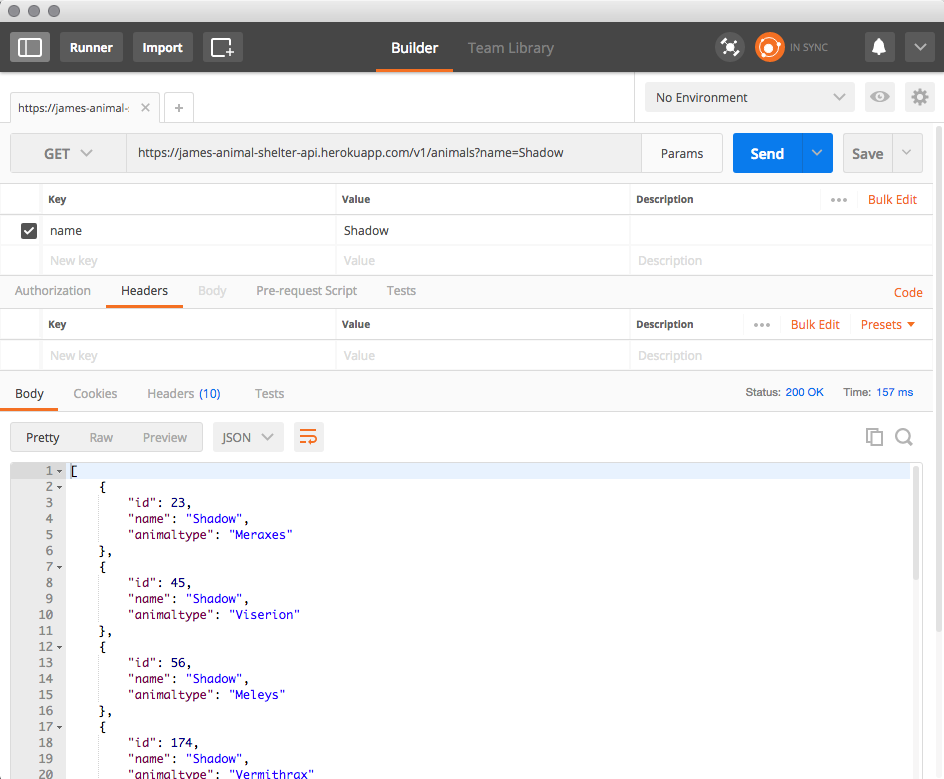 Runner Import Builder Team Library IN SYNC
https://james-animal-s No Environment
GET https://james-animal-shelter-api.herokuapp.com/v1/animals?name=Shadow Params Send Save
Key Value Description Bulk Edit
name Shadow
New key Value Description
Authorization Headers Body Pre-request Script Tests Code
Key Value Description Bulk Edit Presets
New key Value Description
Body Cookies Headers (10) Tests Status: 200 OK Time: 157 ms
Pretty Raw Preview JSON
1 [
2 {
3 "id": 23,
4 "name": "Shadow",
5 "animaltype": "Meraxes"
6 },
7 {
8 "id": 45,
9 "name": "Shadow",
10 "animaltype": "Viserion"
11 },
12 {
13 "id": 56,
14 "name": "Shadow",
15 "animaltype": "Meleys"
16 },
17 {
18 "id": 174,
19 "name": "Shadow",
20 "animaltype": "Vermithrax"